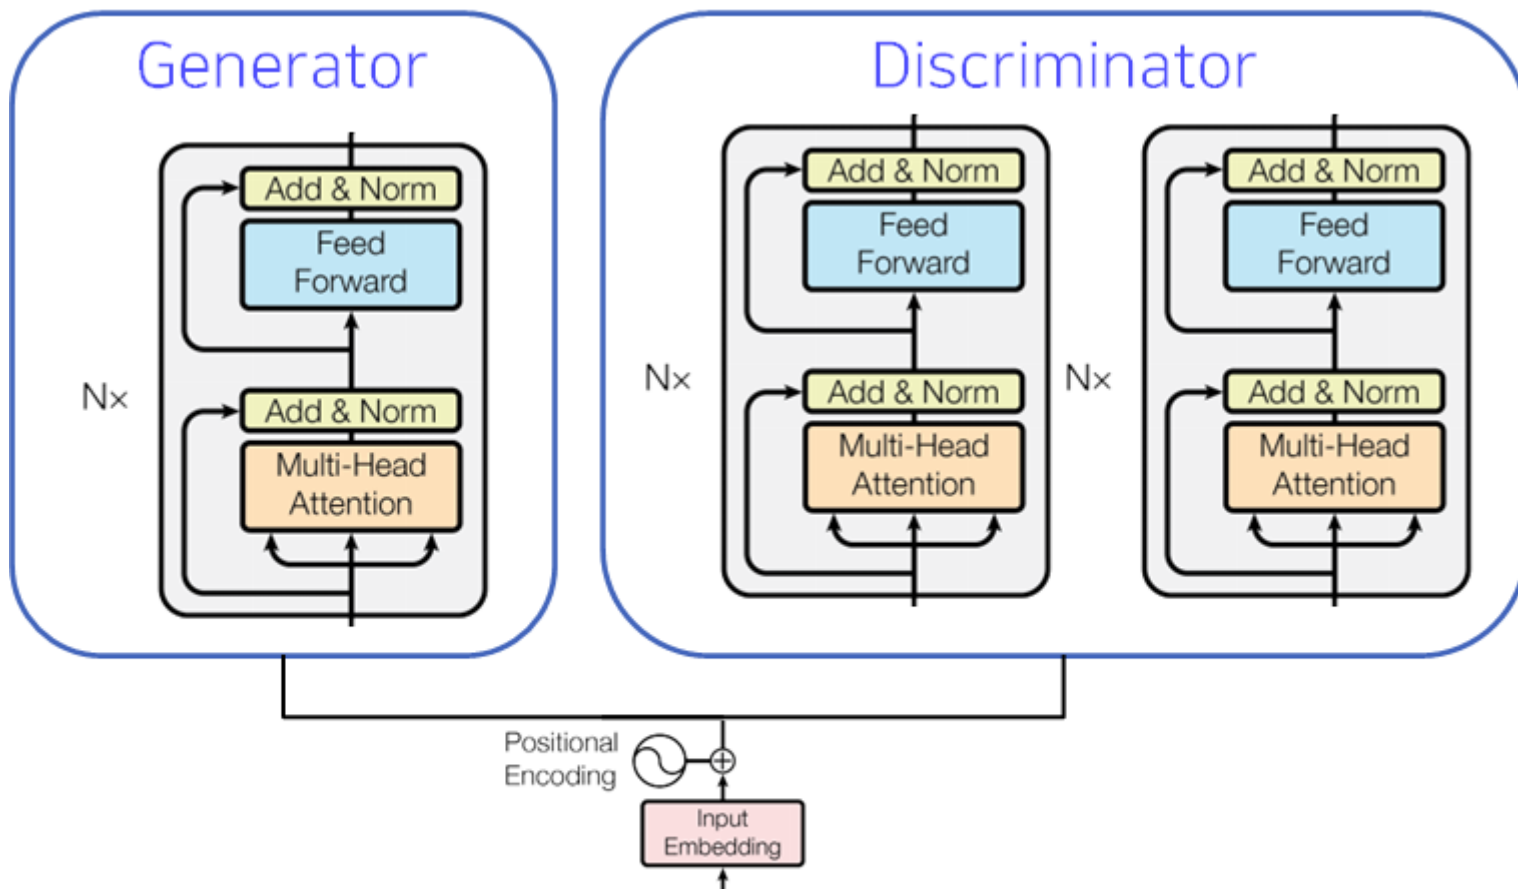 Generator
Add & Norm
Feed
Forward
Nx
Add & Norm
Multi-Head
Attention
Discriminator
Add & Norm
Feed
Forward
Nx
Add & Norm
Multi-Head
Attention
Add & Norm
Feed
Forward
Nx
Add & Norm
Multi-Head
Attention
Positional
Encoding
Input
Embedding